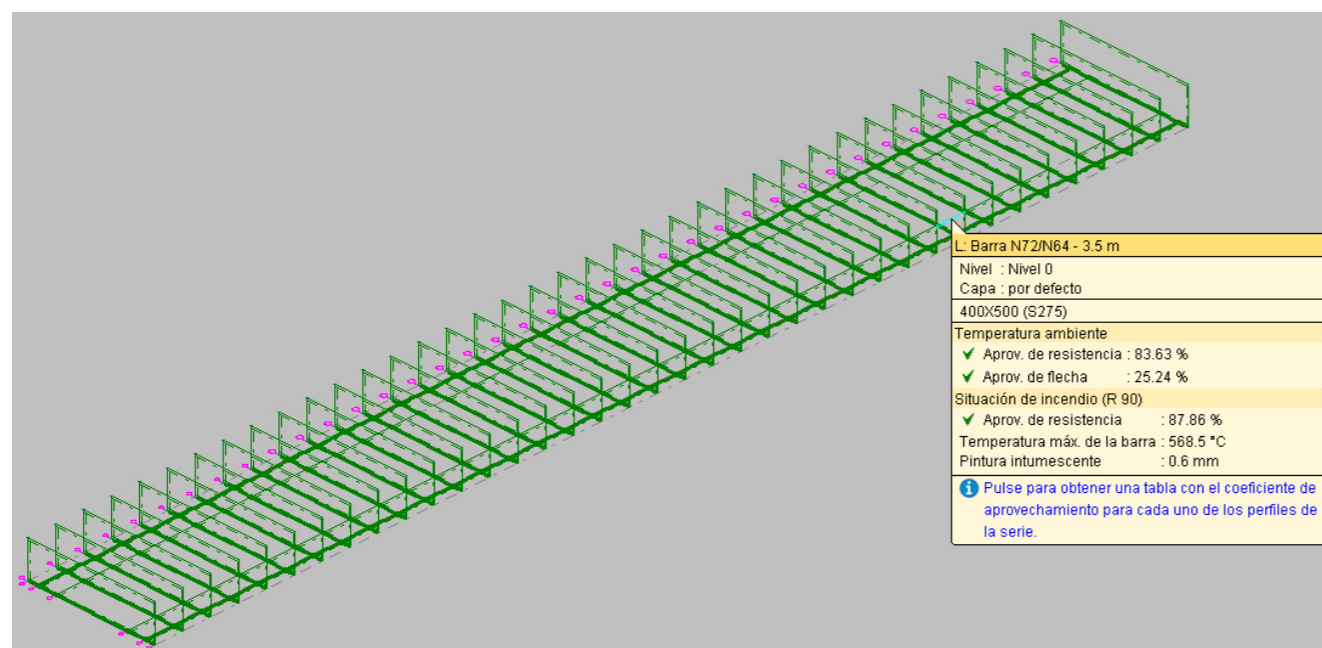 L: Barra N72/N64 - 3.5 m
Nivel : Nivel 0
Capa : por defecto
400X500 (S275)
Temperatura ambiente
Aprov. de resistencia : 83.63 %
Aprov. de flecha : 25.24 %
Situación de incendio (R 90)
Aprov. de resistencia : 87.86 %
Temperatura máx. de la barra : 568.5 °C
Pintura intumescente : 0.6 mm
Pulse para obtener una tabla con el coeficiente de
aprovechamiento para cada uno de los perfiles de
la serie.